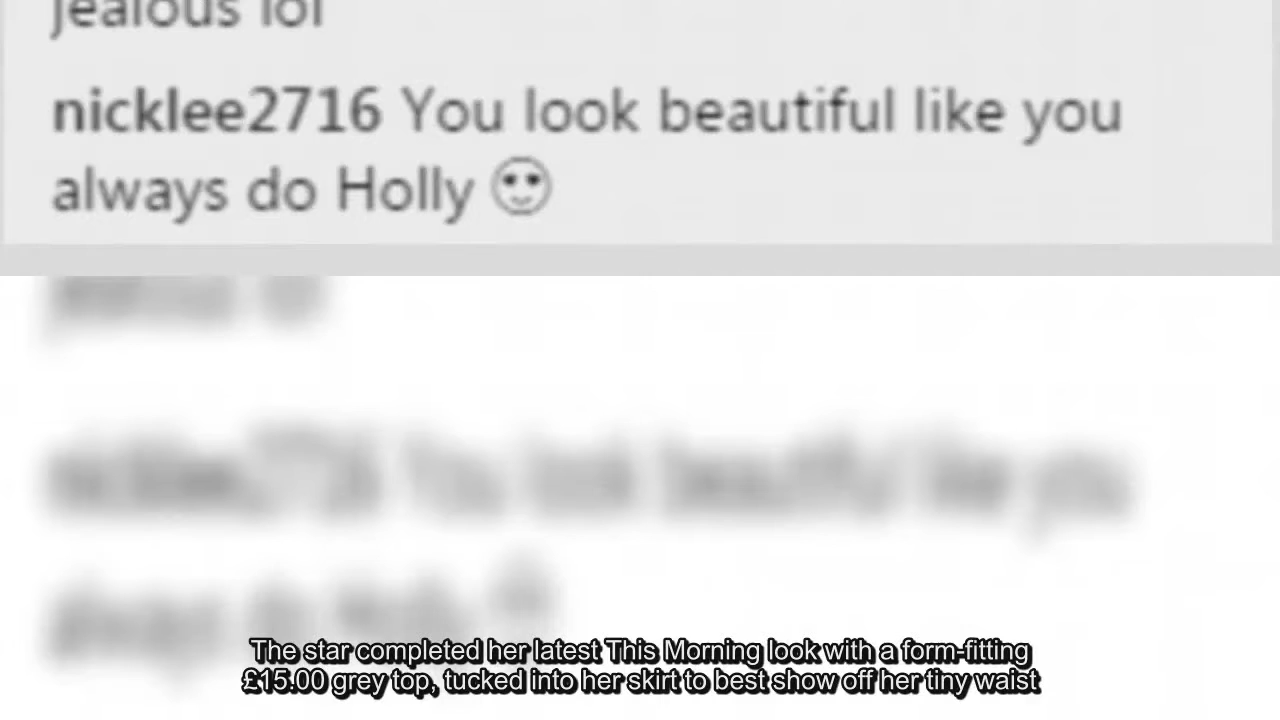 jealous lol
nicklee2716 You look beautiful like you
always do Holly
The star completed her latest This Morning look with a form-fitting
£15.00 grey top, tucked into her skirt to best show off her tiny waist